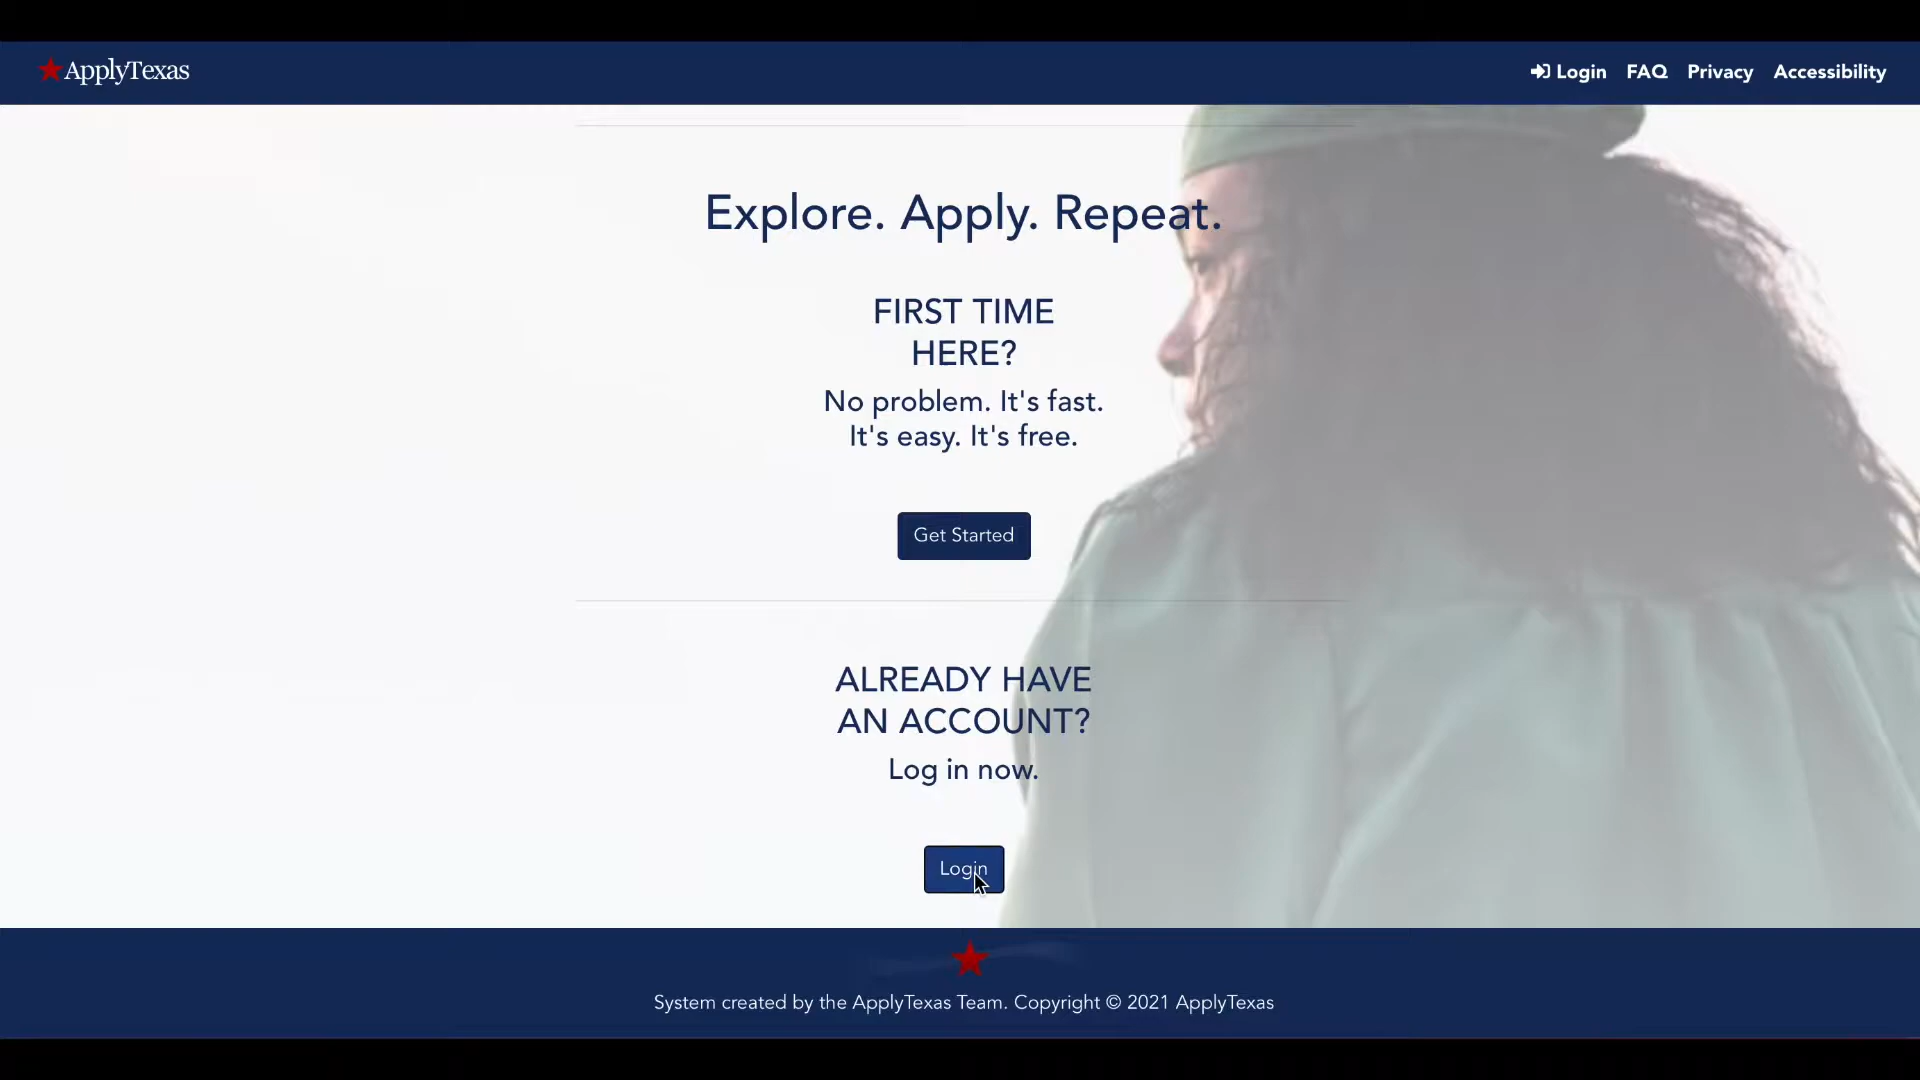 ApplyTexas
Login FAQ Privacy Accessibility
Explore. Apply. Repeat.
FIRST TIME
HERE?
No problem. It's fast.
It's easy. It's free.
Get Started
ALREADY HAVE
AN ACCOUNT?
Log in now.
Login
System created by the ApplyTexas Team. Copyright © 2021 ApplyTexas